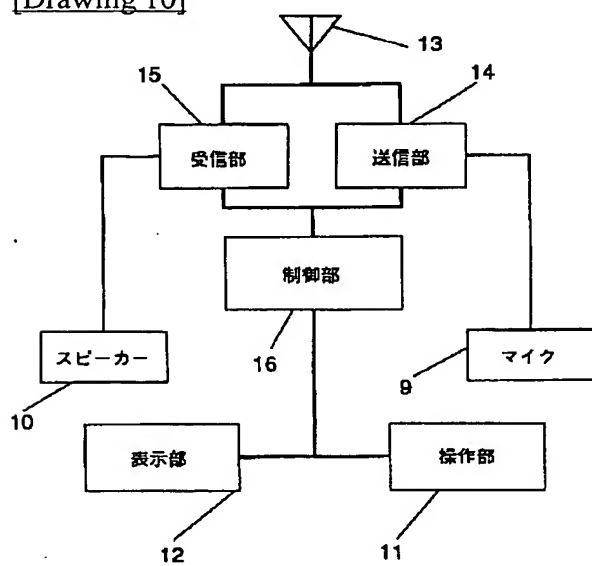 [Drawing 10]
13
15
14
受信部
送信部
制御部
スピーカー
16
マイク
10
9
表示部
操作部
12
11